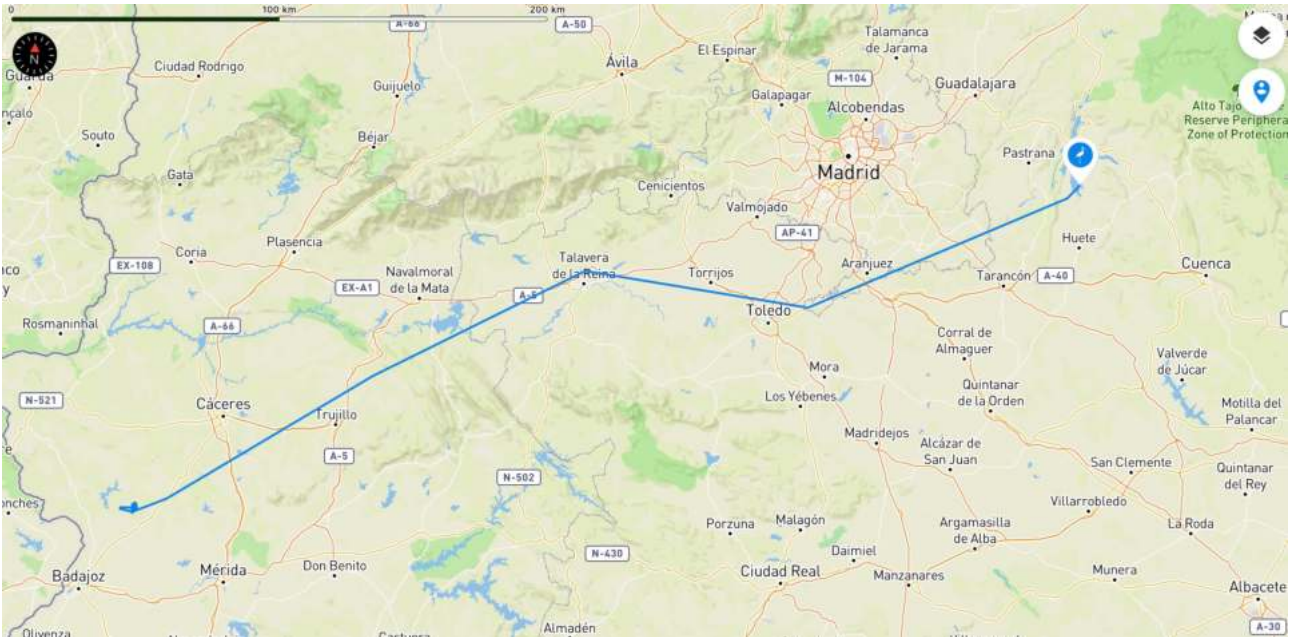 0
100 km
200 km
N
A-66
A-50
Talamanca
de Jarama
El Espinar
Ciudad Rodrigo
Ávila
Guarda
M-104
Guadalajara
Guijuelo
Galapagar
Alcobendas
Alto Tajo
Reserve Periphera
Zone of Protection
nçalo
Souto
Béjar
Pastrana
Madrid
Gata
Cenicientos
Valmojado
AP-41
Huete
Plasencia
Coria
Talavera
de la Reina
EX-108
Navalmoral
de la Mata
Torrijos
Aranjuez
Cuenca
Tarancón
A-40
EX-A1
A-5
Toledo
Rosmaninhal
A-66
Corral de
Almaguer
Valverde
de Júcar
Mora
Quintanar
de la Orden
N-521
Cáceres
Los Yébenes
Motilla del
Palancar
Trujillo
Madridejos
Alcázar de
San Juan
A-5
San Clemente
Quintanar
del Rey
N-502
onches
Villarrobledo
Porzuna
Malagón
Argamasilla
de Alba
La Roda
N-430
Daimiel
Badajoz
Mérida
Don Benito
Ciudad Real
Manzanares
Munera
Albacete
Almadén
A-30
Olivenza